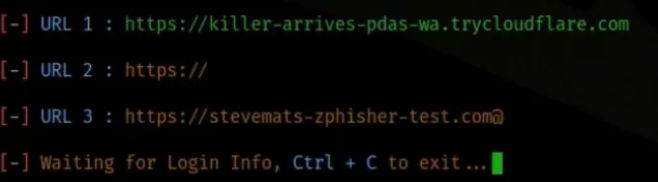 [-] URL 1 : https://killer-arrives-pdas-wa.trycloudflare.com
[-] URL 2 : https://
[-] URL 3 : https://stevemats-zphisher-test.com@
[-] Waiting for Login Info, Ctrl + C to exit...